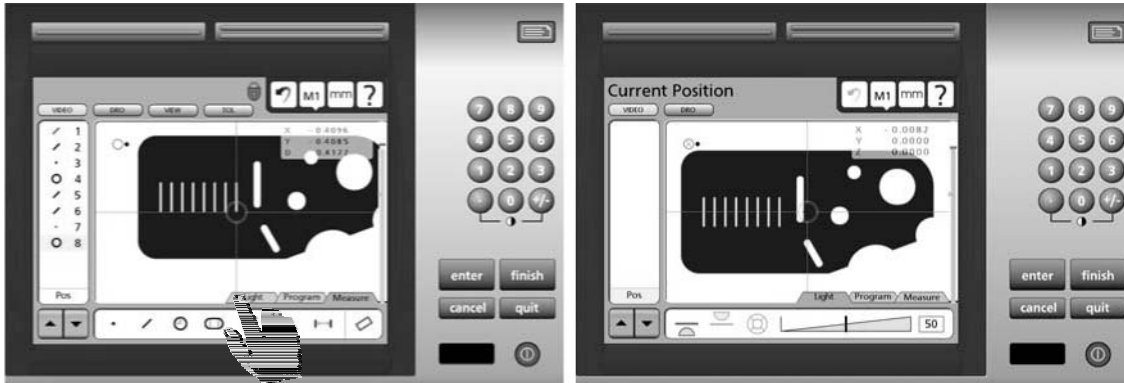 M1 mm ?
VIDEO DRO VIEW TOL
X - 0.4096
Y - 0.4085
D 0.4122
1
2
3
4
5
6
7
8
Pos
Light Program Measure
7 8 9
4 5 6
1 2 3
. 0 +/-
enter finish
cancel quit
Current Position
M1 mm ?
VIDEO DRO
X - 0.0082
Y 0.0000
Z 0.0000
Pos
Light Program Measure
50
7 8 9
4 5 6
1 2 3
. 0 +/-
enter finish
cancel quit